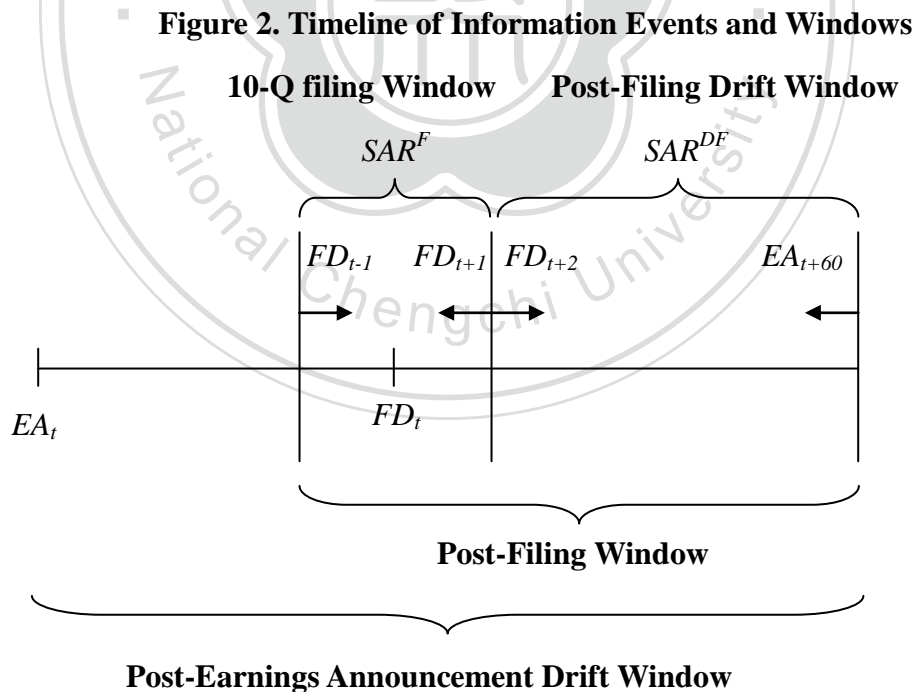 Figure 2. Timeline of Information Events and Windows
10-Q filing Window Post-Filing Drift Window
SAR^F SAR^DF
FD_t-1 FD_t+1 FD_t+2 EA_t+60
EA_t FD_t
Post-Filing Window
Post-Earnings Announcement Drift Window
National Chengchi University